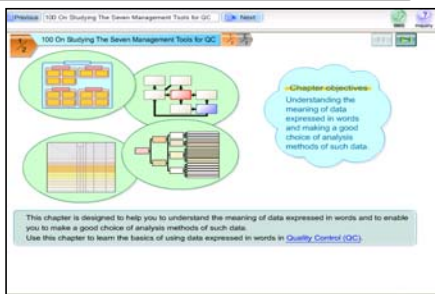 Previous 100 On Studying The Seven Management Tools for QC Next
1/2 100 On Studying The Seven Management Tools for QC
Chapter objectives
Understanding the
meaning of data
expressed in words
and making a good
choice of analysis
methods of such data.
This chapter is designed to help you to understand the meaning of data expressed in words and to enable
you to make a good choice of analysis methods of such data.
Use this chapter to learn the basics of using data expressed in words in Quality Control (QC).